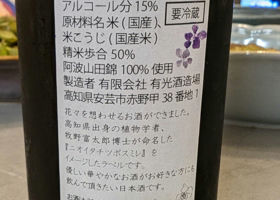 アルコール分15%
要冷蔵
原材料名 米(国産)
米こうじ(国産米)
精米歩合 50%
阿波山田錦 100% 使用
製造者 有限会社 有光酒造場
高知県安芸市赤野甲 38 番地 1
花々を想わせるお酒ができました。
高知県出身の植物学者、
牧野富太郎博士が命名した
『ニオイタチツボスミレ』を
イメージしたラベルです。
優しい華やかなお酒がお好きな方にも
飲んで頂きたい日本酒です。